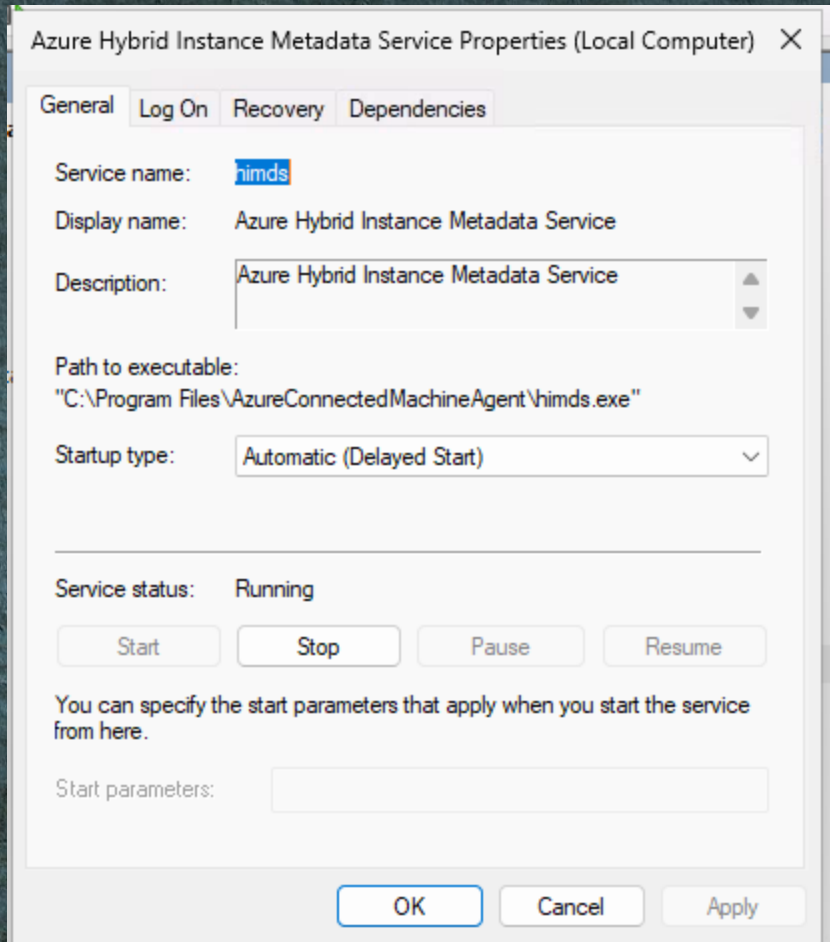 Azure Hybrid Instance Metadata Service Properties (Local Computer)
General Log On Recovery Dependencies
Service name: himds
Display name: Azure Hybrid Instance Metadata Service
Description: Azure Hybrid Instance Metadata Service
Path to executable:
"C:\Program Files\AzureConnectedMachineAgent\himds.exe"
Startup type: Automatic (Delayed Start)
Service status: Running
Start Stop Pause Resume
You can specify the start parameters that apply when you start the service
from here.
Start parameters:
OK Cancel Apply